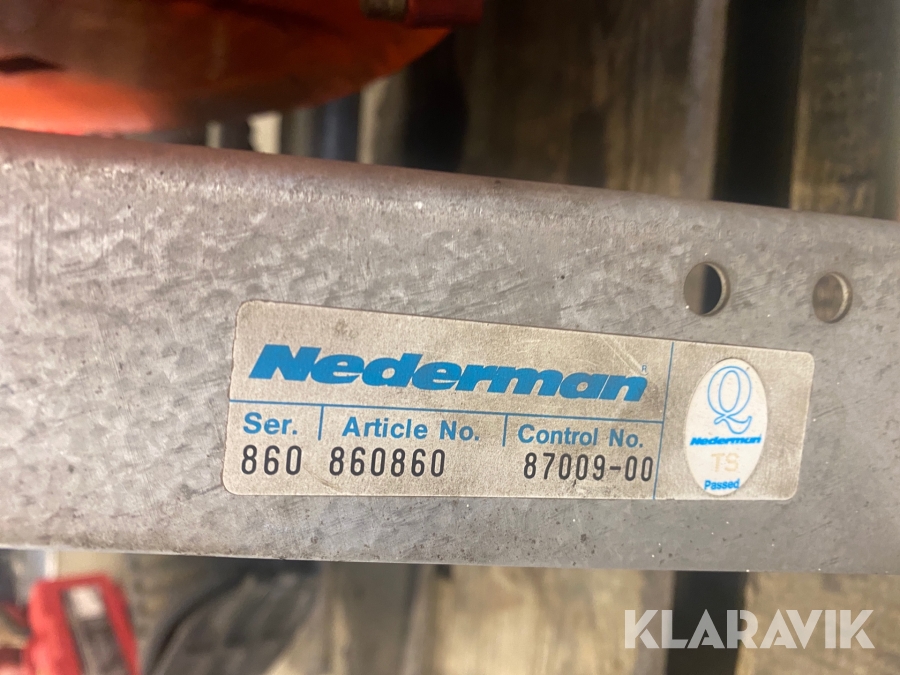 Nederman®
Ser. Article No. Control No.
860 860860 87009-00
Q
Nederman
TS
Passed
KLARAVIK